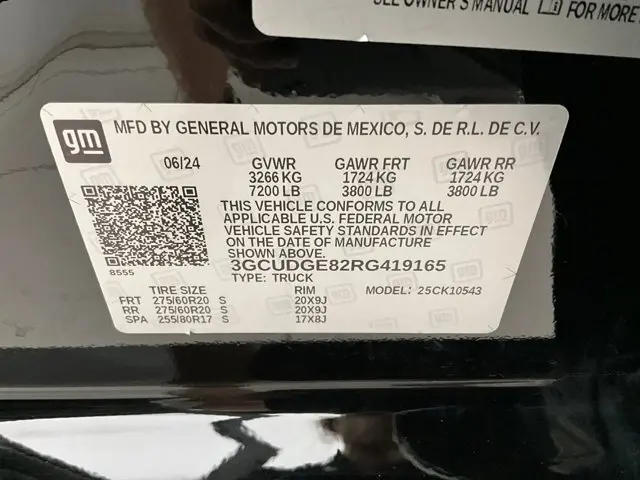 SEE OWNER'S MANUAL FOR MORE
gm
MFD BY GENERAL MOTORS DE MEXICO, S. DE R.L. DE C.V.
06/24 GVWR GAWR FRT GAWR RR
3266 KG 1724 KG 1724 KG
7200 LB 3800 LB 3800 LB
THIS VEHICLE CONFORMS TO ALL
APPLICABLE U.S. FEDERAL MOTOR
VEHICLE SAFETY STANDARDS IN
EFFECT ON THE DATE OF MANUFACTURE
SHOWN ABOVE.
8555 3GCUDGE82RG419165
TYPE: TRUCK MODEL: 25CK10543
TIRE SIZE RIM
FRT 275/60R20 S 20X9J
RR 275/60R20 S 20X9J
SPA 255/80R17 S 17X8J